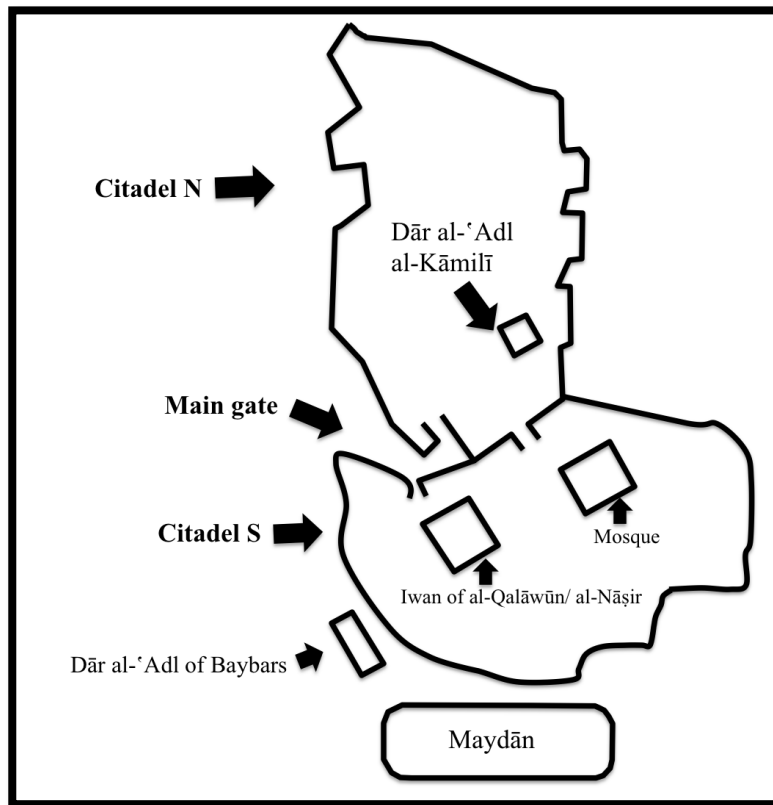 Citadel N
Dār al-ʿAdl
al-Kāmilī
Main gate
Citadel S
Mosque
Iwan of al-Qalāwūn/ al-Nāṣir
Dār al-ʿAdl of Baybars
Maydān